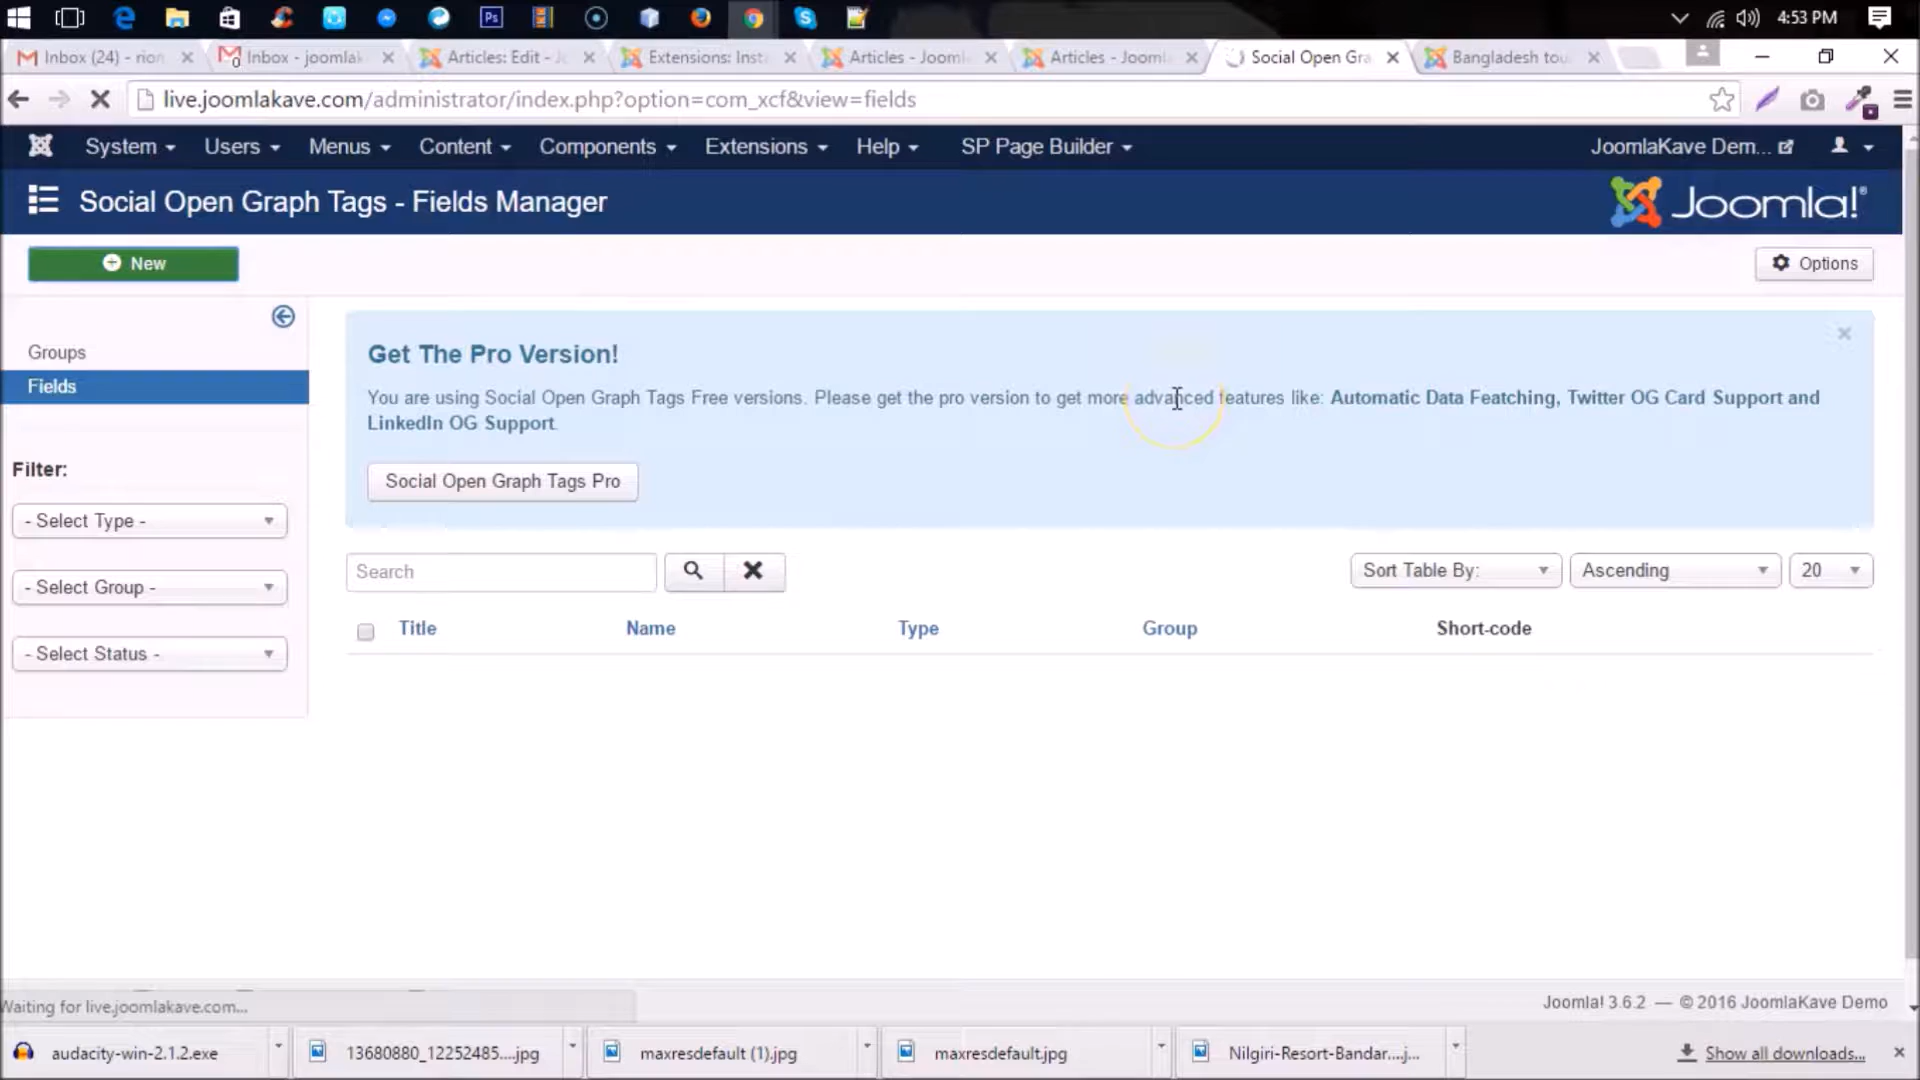 Ps
4:53 PM
Inbox (24) - rion
Inbox - joomlak
Articles: Edit - Jo
Extensions: Insta
Articles - Jooml
Articles - Jooml
Social Open Gra
Bangladesh tou
live.joomlakave.com/administrator/index.php?option=com_xcf&view=fields
System
Users
Menus
Content
Components
Extensions
Help
SP Page Builder
JoomlaKave Dem...
Social Open Graph Tags - Fields Manager
Joomla!®
New
Options
Groups
Fields
Filter:
- Select Type -
- Select Group -
- Select Status -
Get The Pro Version!
You are using Social Open Graph Tags Free versions. Please get the pro version to get more advanced features like: Automatic Data Featching, Twitter OG Card Support and
LinkedIn OG Support.
Social Open Graph Tags Pro
Search
Sort Table By:
Ascending
20
Title
Name
Type
Group
Short-code
Waiting for live.joomlakave.com...
Joomla! 3.6.2 — © 2016 JoomlaKave Demo
audacity-win-2.1.2.exe
13680880_12252485....jpg
maxresdefault (1).jpg
maxresdefault.jpg
Nilgiri-Resort-Bandar....j...
Show all downloads...